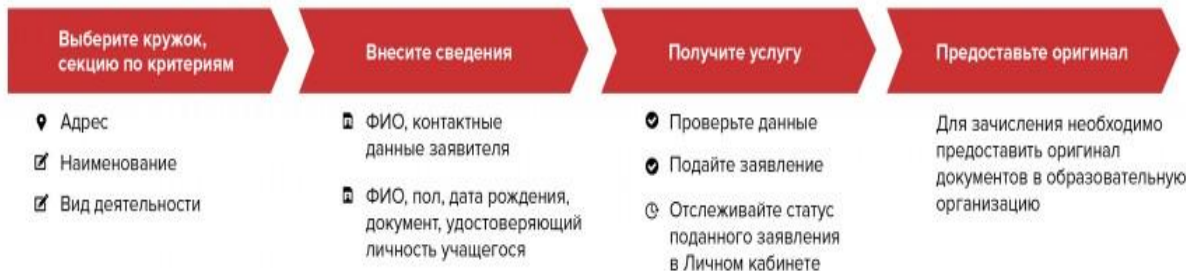 Выберите кружок,
секцию по критериям
Адрес
Наименование
Вид деятельности
Внесите сведения
ФИО, контактные
данные заявителя
ФИО, пол, дата рождения,
документ, удостоверяющий
личность учащегося
Получите услугу
Проверьте данные
Подайте заявление
Отслеживайте статус
поданного заявления
в Личном кабинете
Предоставьте оригинал
Для зачисления необходимо
предоставить оригинал
документов в образовательную
организацию